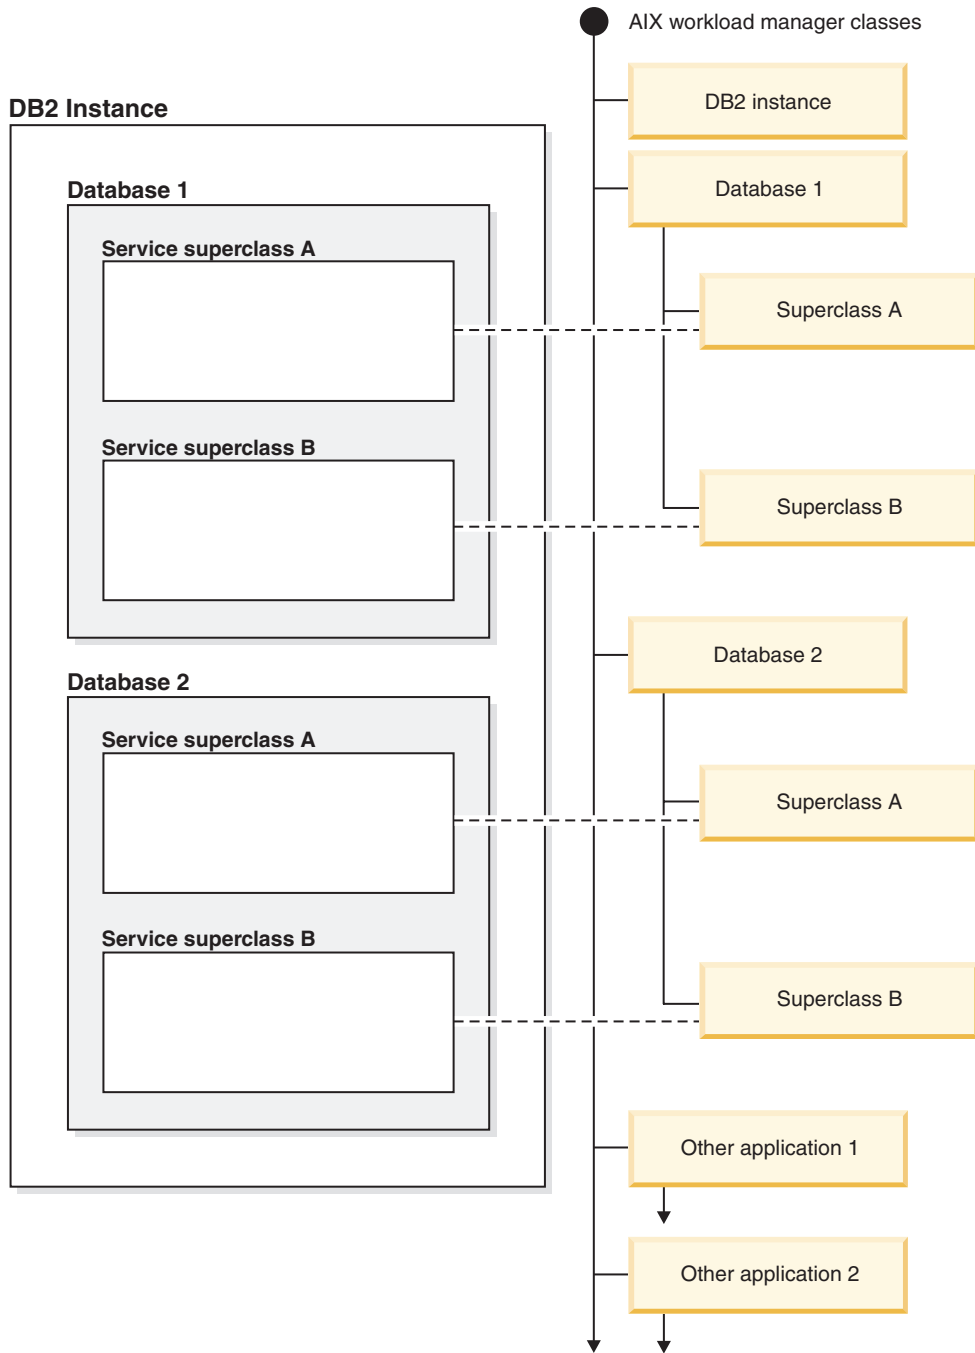 AIX workload manager classes
DB2 instance
DB2 Instance
Database 1
Database 1
Service superclass A
Superclass A
Service superclass B
Superclass B
Database 2
Database 2
Service superclass A
Superclass A
Service superclass B
Superclass B
Other application 1
Other application 2